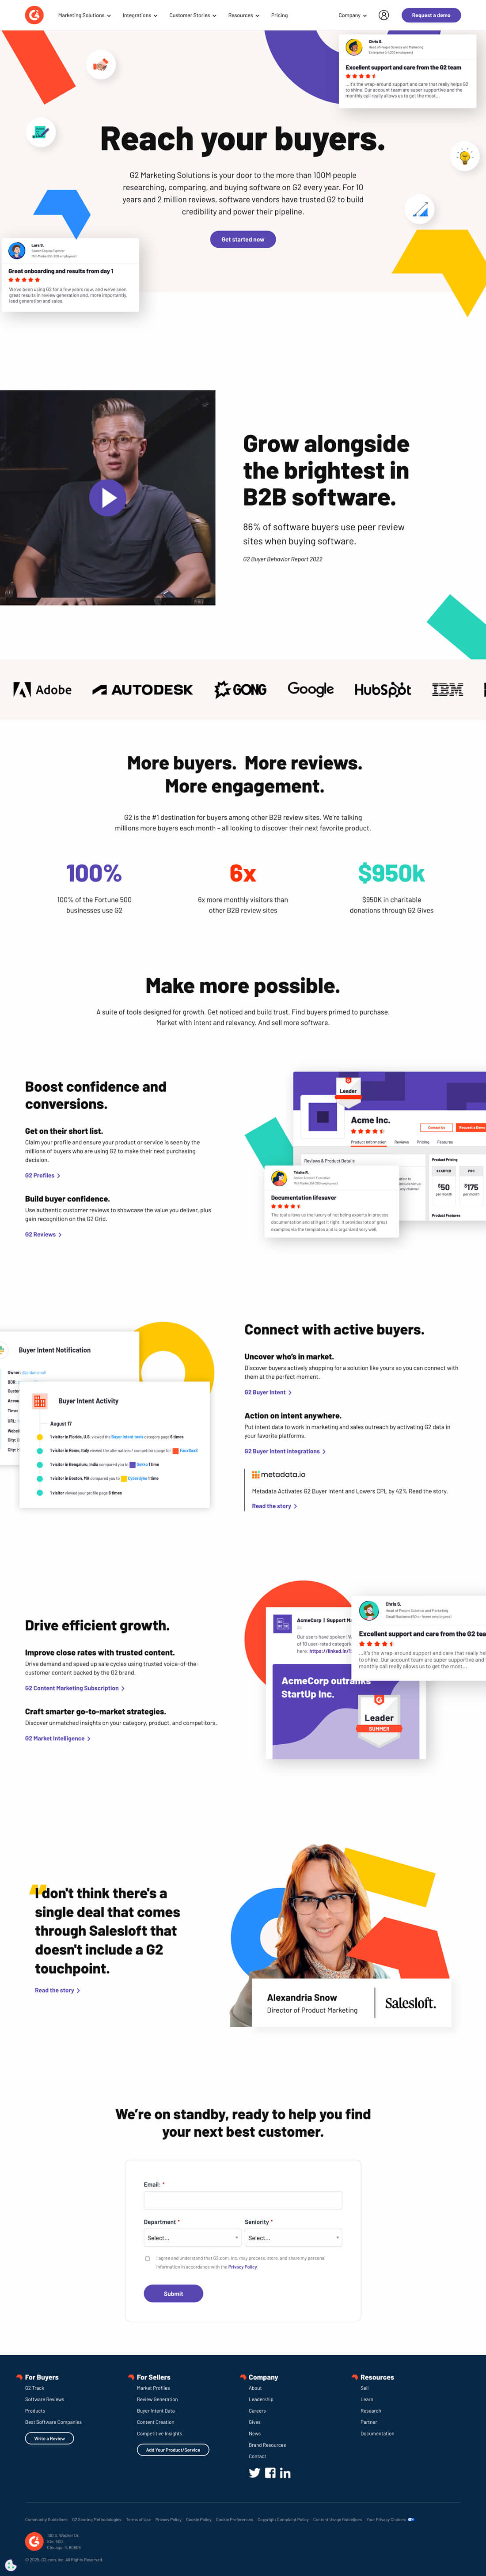 Marketing Solutions Integrations Customer Stories Resources Pricing Company Request a demo
Chris S.
Head of People Science and Marketing
Enterprise (>1000 employees)
Excellent support and care from the G2 team
...it's the wrap-around support and care that really helps G2
to shine. Our account team are super supportive and the
monthly call really allows us to get the most...
Reach your buyers.
G2 Marketing Solutions is your door to the more than 100M people
researching, comparing, and buying software on G2 every year. For 10
years and 2 million reviews, software vendors have trusted G2 to build
credibility and power their pipeline.
Get started now
Lars S.
Great onboarding and results from day 1
We've been using G2 for a few years now, and we've seen
great results in review generation and, more importantly,
lead generation and sales.
Grow alongside
the brightest in
B2B software.
86% of software buyers use peer review
sites when buying software.
G2 Buyer Behavior Report 2022
Adobe AUTODESK GONG Google HubSpot IBM
More buyers. More reviews.
More engagement.
G2 is the #1 destination for buyers among other B2B review sites. We're talking
millions more buyers each month – all looking to discover their next favorite product.
100%
100% of the Fortune 500
businesses use G2
6x
6x more monthly visitors than
other B2B review sites
$950k
$950K in charitable
donations through G2 Gives
Make more possible.
A suite of tools designed for growth. Get noticed and build trust. Find buyers primed to purchase.
Market with intent and relevancy. And sell more software.
Boost confidence and
conversions.
Get on their short list.
Claim your profile and ensure your product or service is seen by the
millions of buyers who are using G2 to make their next purchasing
decision.
G2 Profiles
Build buyer confidence.
Use authentic customer reviews to showcase the value you deliver, plus
gain recognition on the G2 Grid.
G2 Reviews
Leader
Acme Inc.
Contact Us Request a Demo
Product Information Reviews Pricing Features
Reviews & Product Details
Product Pricing
STARTER PRO
$50 $175
per month per month
Product Features
Trisha R.
Documentation lifesaver
The tool allows us the luxury of not being experts in process
documentation and still get it right. It provides lots of great
examples via the templates and is organized very well.
Buyer Intent Notification
Buyer Intent Activity
August 17
1 visitor in Florida, U.S. viewed the Buyer Intent tools category page 8 times
1 visitor in Rome, Italy viewed the alternatives / competitors page for FlaveSaaS
1 visitor in Bengaluru, India compared you to Gekko 1 time
1 visitor in Boston, MA compared you to Cyberdyne 1 time
1 visitor viewed your profile page 8 times
Connect with active buyers.
Uncover who's in market.
Discover buyers actively shopping for a solution like yours so you can connect with
them at the perfect moment.
G2 Buyer Intent
Action on intent anywhere.
Put intent data to work in marketing and sales outreach by activating G2 data in
your favorite platforms.
G2 Buyer Intent integrations
metadata.io
Metadata Activates G2 Buyer Intent and Lowers CPL by 42% Read the story.
Read the story
Drive efficient growth.
Improve close rates with trusted content.
Drive demand and speed up sale cycles by using trusted voice-of-the-
customer content backed by the G2 brand.
G2 Content Marketing Subscription
Craft smarter go-to-market strategies.
Discover unmatched insights on your category, product, and competitors.
G2 Market Intelligence
AcmeCorp | Support M
Our users have spoken! W
of 10 user-rated categori
here: https://linked.in/
AcmeCorp outranks
StartUp Inc.
Leader
SUMMER
Chris S.
Head of People Science and Marketing
Small Business (50 or fewer employees)
Excellent support and care from the G2 tea
...it's the wrap-around support and care that really he
to shine. Our account team are super supportive and
monthly call really allows us to get the most...
I don't think there's a
single deal that comes
through Salesloft that
doesn't include a G2
touchpoint.
Read the story
Alexandria Snow
Director of Product Marketing
Salesloft.
We're on standby, ready to help you find
your next best customer.
Email: *
Department * Seniority *
Select... Select...
I agree and understand that G2.com, Inc. may process, store, and share my personal
information in accordance with the Privacy Policy.
Submit
For Buyers
G2 Track
Software Reviews
Products
Best Software Companies
Write a Review
For Sellers
Market Profiles
Review Generation
Buyer Intent Data
Content Creation
Competitive Insights
Add Your Product/Service
Company
About
Leadership
Careers
Gives
News
Brand Resources
Contact
Resources
Sell
Learn
Research
Partner
Documentation
Community Guidelines G2 Scoring Methodologies Terms of Use Privacy Policy Cookie Policy Cookie Preferences Copyright Complaint Policy Content Usage Guidelines Your Privacy Choices
100 S. Wacker Dr.
Ste. 600
Chicago, IL 60606
© 2025, G2.com, Inc. All Rights Reserved.